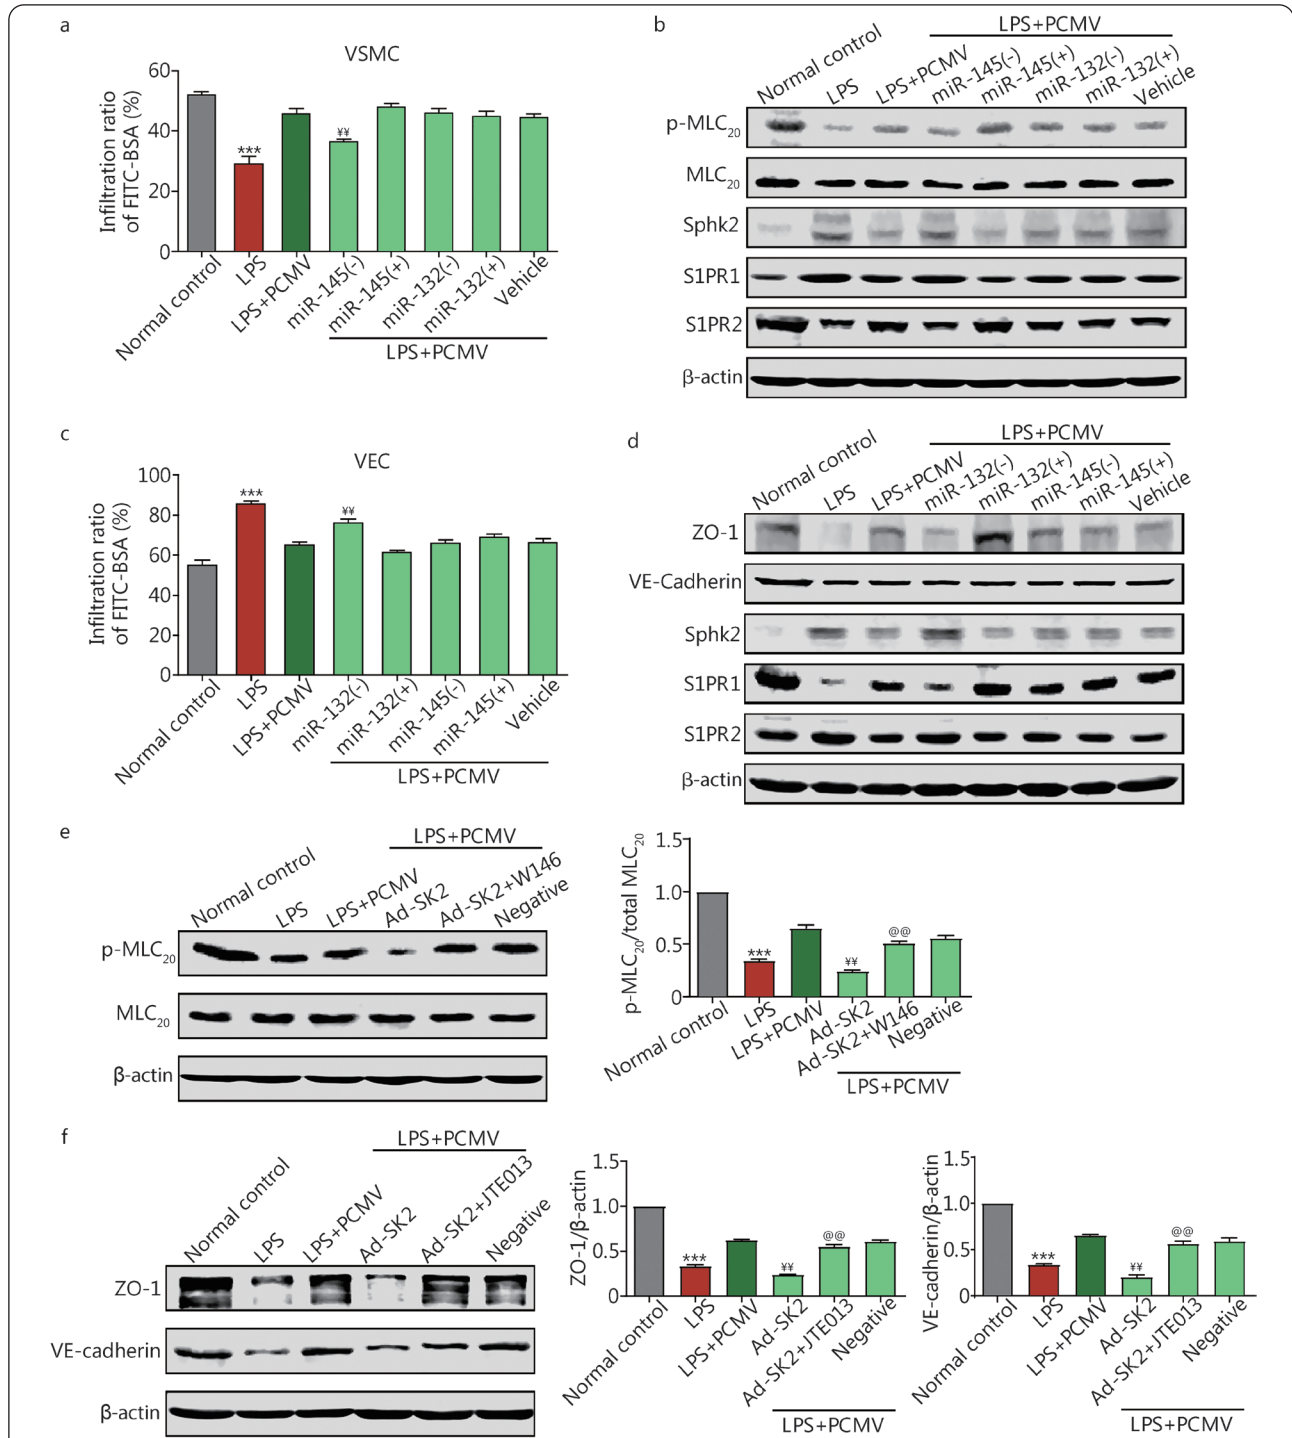 a
VSMC
Infiltration ratio
of FITC-BSA (%)
60
40
20
0
***
¥¥
Normal control
LPS
LPS+PCMV
miR-145(-)
miR-145(+)
miR-132(-)
miR-132(+)
Vehicle
LPS+PCMV
b
LPS+PCMV
Normal control
LPS
LPS+PCMV
miR-145(-)
miR-145(+)
miR-132(-)
miR-132(+)
Vehicle
p-MLC20
MLC20
Sphk2
S1PR1
S1PR2
β-actin
c
VEC
Infiltration ratio
of FITC-BSA (%)
100
80
60
40
20
0
***
¥¥
Normal control
LPS
LPS+PCMV
miR-132(-)
miR-132(+)
miR-145(-)
miR-145(+)
Vehicle
LPS+PCMV
d
LPS+PCMV
Normal control
LPS
LPS+PCMV
miR-132(-)
miR-132(+)
miR-145(-)
miR-145(+)
Vehicle
ZO-1
VE-Cadherin
Sphk2
S1PR1
S1PR2
β-actin
e
LPS+PCMV
Normal control
LPS
LPS+PCMV
Ad-SK2
Ad-SK2+W146
Negative
p-MLC20
MLC20
β-actin
p-MLC20/total MLC20
1.5
1.0
0.5
0
***
¥¥
@@
Normal control
LPS
LPS+PCMV
Ad-SK2
Ad-SK2+W146
Negative
LPS+PCMV
f
LPS+PCMV
Normal control
LPS
LPS+PCMV
Ad-SK2
Ad-SK2+JTE013
Negative
ZO-1
VE-cadherin
β-actin
ZO-1/β-actin
1.5
1.0
0.5
0
***
¥¥
@@
Normal control
LPS
LPS+PCMV
Ad-SK2
Ad-SK2+JTE013
Negative
LPS+PCMV
VE-cadherin/β-actin
1.5
1.0
0.5
0
***
¥¥
@@
Normal control
LPS
LPS+PCMV
Ad-SK2
Ad-SK2+JTE013
Negative
LPS+PCMV